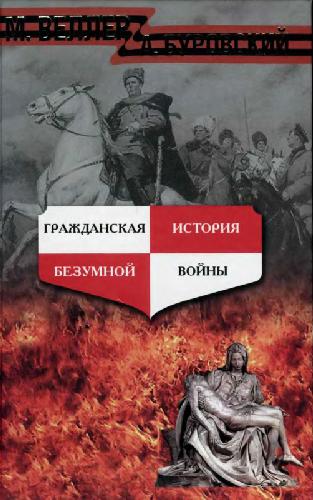 М. ВЕЛЛЕР
А. БУРОВСКИЙ
ГРАЖДАНСКАЯ ИСТОРИЯ
БЕЗУМНОЙ ВОЙНЫ